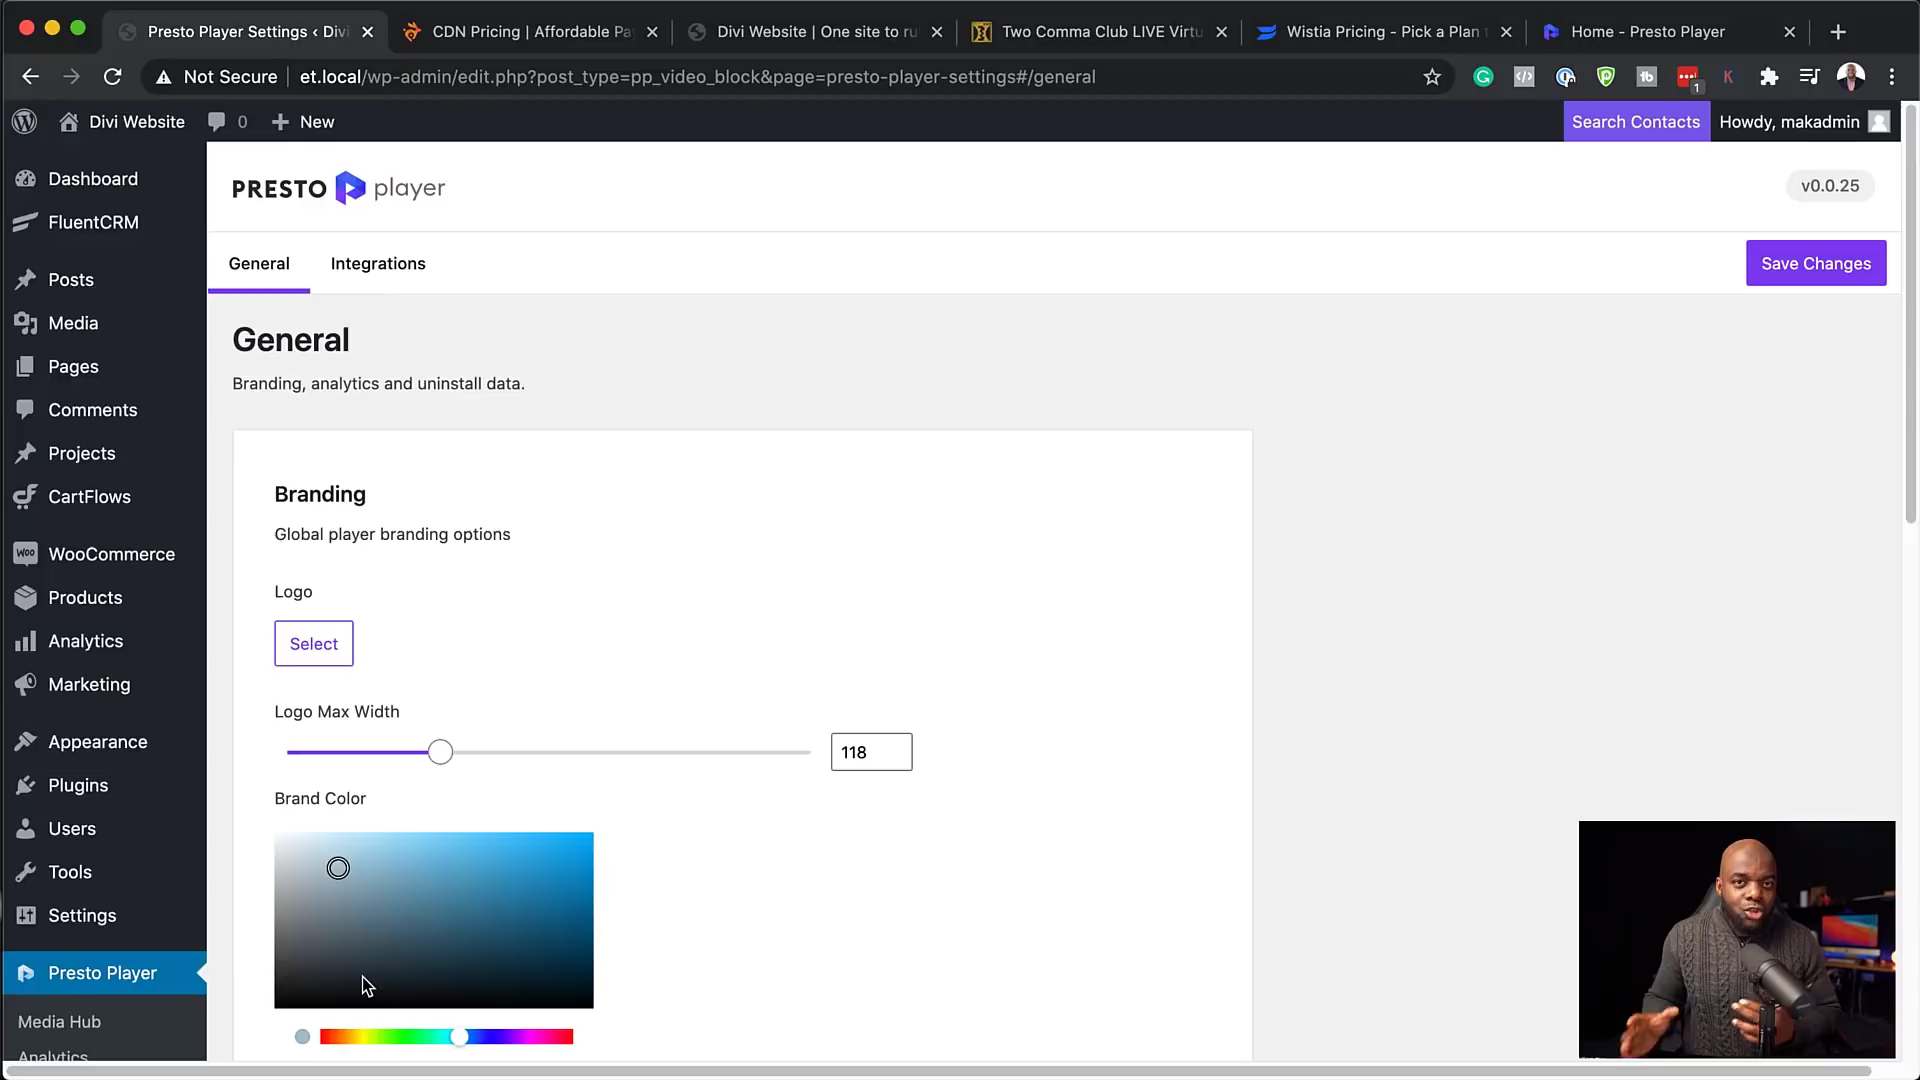 Presto Player Settings ‹ Divi
CDN Pricing | Affordable Pa
Divi Website | One site to ru
Two Comma Club LIVE Virtu
Wistia Pricing - Pick a Plan t
Home - Presto Player
Not Secure
et.local/wp-admin/edit.php?post_type=pp_video_block&page=presto-player-settings#/general
Divi Website
0
New
Search Contacts
Howdy, makadmin
Dashboard
FluentCRM
Posts
Media
Pages
Comments
Projects
CartFlows
WooCommerce
Products
Analytics
Marketing
Appearance
Plugins
Users
Tools
Settings
Presto Player
Media Hub
Analytics
PRESTO player
v0.0.25
General
Integrations
Save Changes
General
Branding, analytics and uninstall data.
Branding
Global player branding options
Logo
Select
Logo Max Width
118
Brand Color